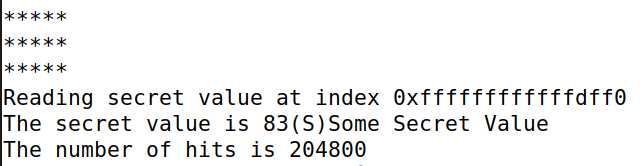 *****
*****
*****
Reading secret value at index 0xffffffffffffdff0
The secret value is 83(S)Some Secret Value
The number of hits is 204800